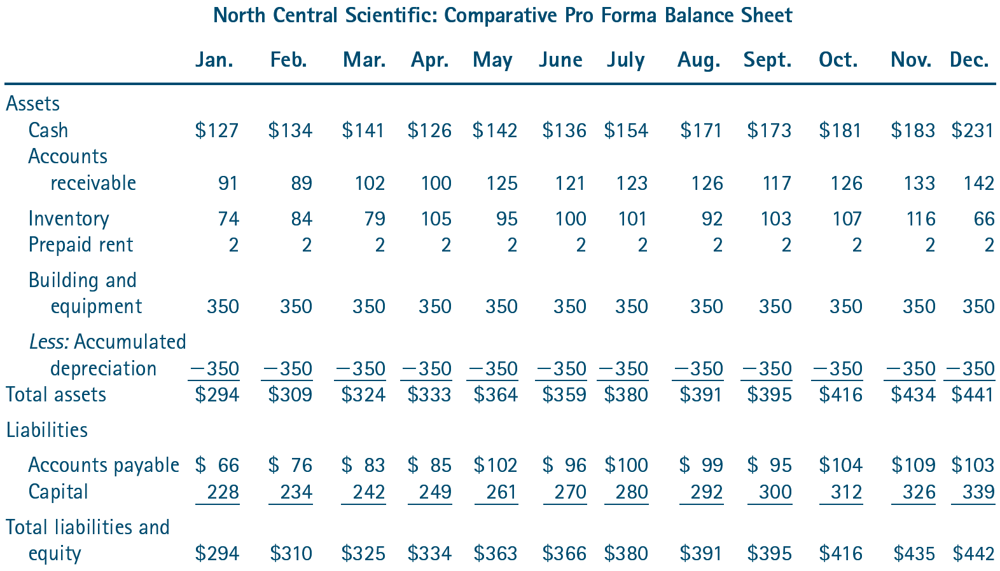 North Central Scientific: Comparative Pro Forma Balance Sheet
Jan. Feb. Mar. Apr. May June July Aug. Sept. Oct. Nov. Dec.
Assets
Cash $127 $134 $141 $126 $142 $136 $154 $171 $173 $181 $183 $231
Accounts
receivable 91 89 102 100 125 121 123 126 117 126 133 142
Inventory 74 84 79 105 95 100 101 92 103 107 116 66
Prepaid rent 2 2 2 2 2 2 2 2 2 2 2 2
Building and
equipment 350 350 350 350 350 350 350 350 350 350 350 350
Less: Accumulated
depreciation −350 −350 −350 −350 −350 −350 −350 −350 −350 −350 −350 −350
Total assets $294 $309 $324 $333 $364 $359 $380 $391 $395 $416 $434 $441
Liabilities
Accounts payable $ 66 $ 76 $ 83 $ 85 $102 $ 96 $100 $ 99 $ 95 $104 $109 $103
Capital 228 234 242 249 261 270 280 292 300 312 326 339
Total liabilities and
equity $294 $310 $325 $334 $363 $366 $380 $391 $395 $416 $435 $442